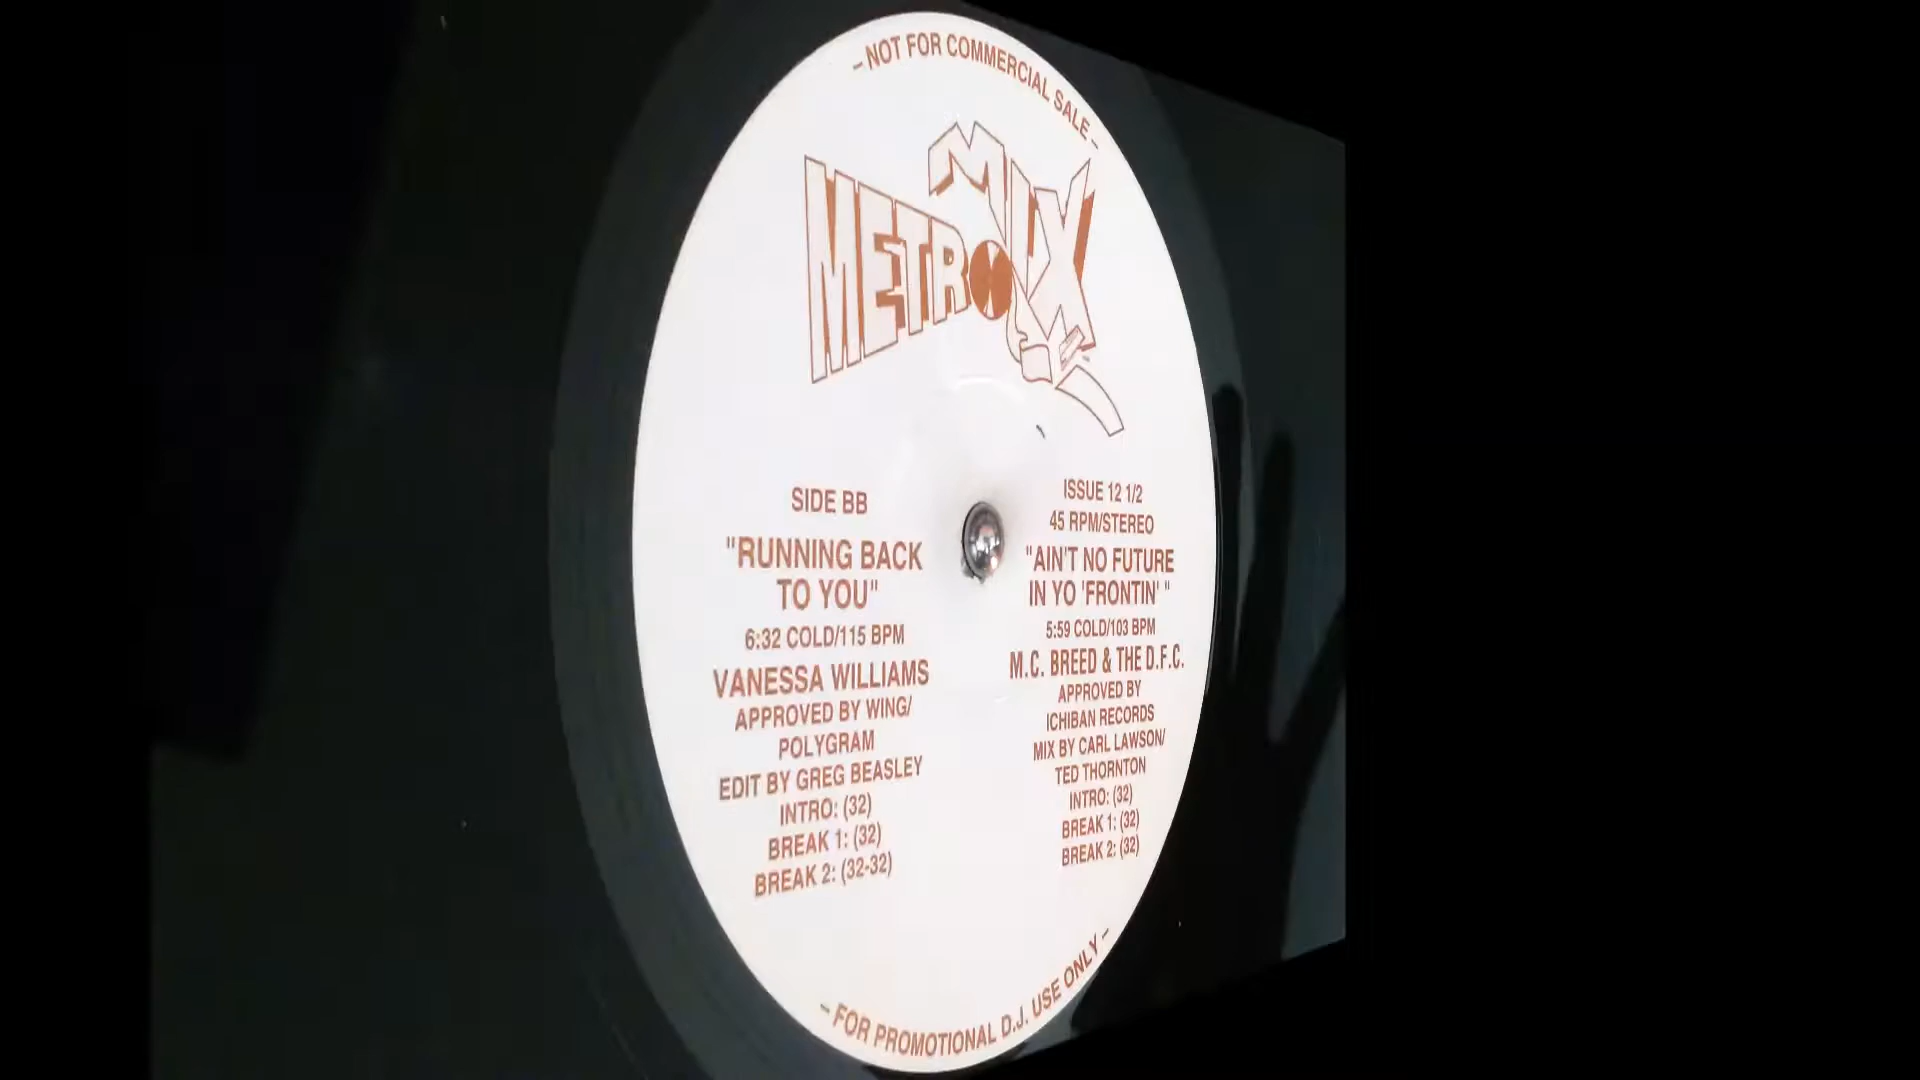 - NOT FOR COMMERCIAL SALE -
METRO MIX
SIDE BB
"RUNNING BACK
TO YOU"
6:32 COLD/115 BPM
VANESSA WILLIAMS
APPROVED BY WING/
POLYGRAM
EDIT BY GREG BEASLEY
INTRO: (32)
BREAK 1: (32)
BREAK 2: (32-32)
ISSUE 12 1/2
45 RPM/STEREO
"AIN'T NO FUTURE
IN YO 'FRONTIN' "
5:59 COLD/103 BPM
M.C. BREED & THE D.F.C.
APPROVED BY
ICHIBAN RECORDS
MIX BY CARL LAWSON/
TED THORNTON
INTRO: (32)
BREAK 1: (32)
BREAK 2: (32)
- FOR PROMOTIONAL D.J. USE ONLY -